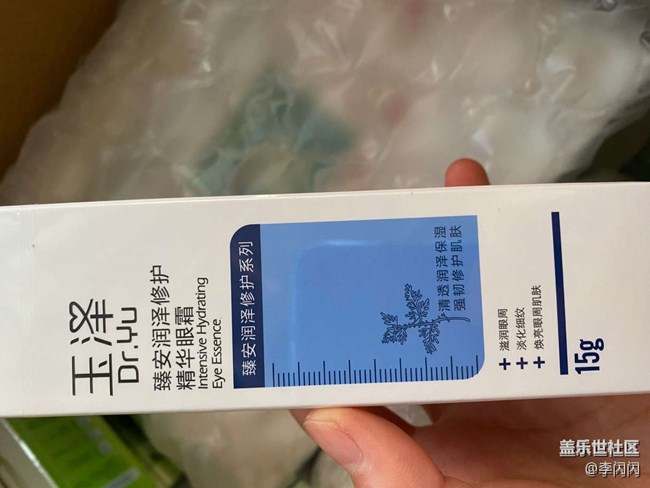 玉泽
Dr.Yu
臻安润泽修护
精华眼霜
Intensive Hydrating
Eye Essence
臻安润泽修护系列
清透润泽保湿
强韧修护肌肤
+ 滋润眼周
+ 淡化细纹
+ 焕亮眼周肌肤
15g
盖乐世社区
@李闪闪